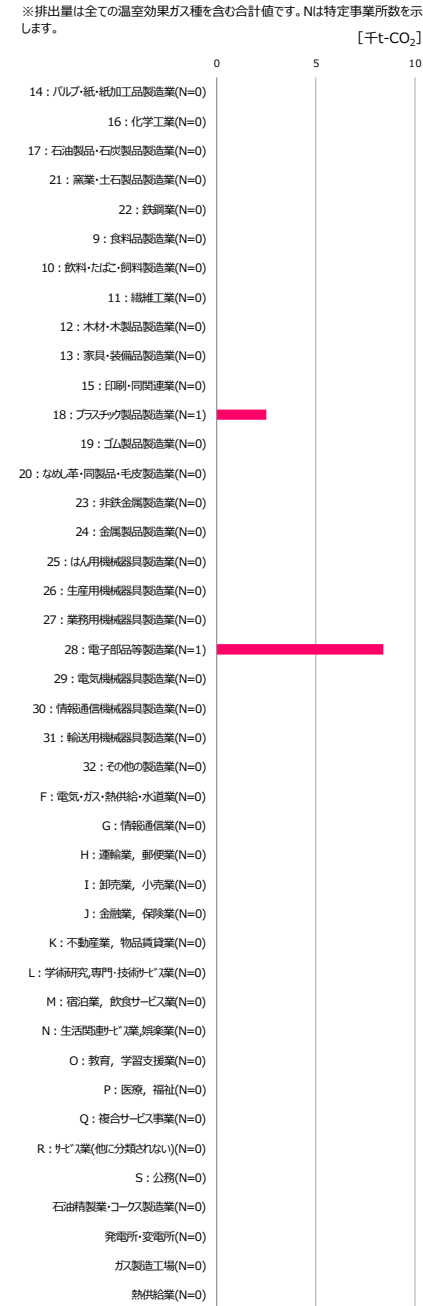 ※排出量は全ての温室効果ガス種を含む合計値です。Nは特定事業所数を示
します。
[千t-CO₂]
0 5 10
14：パルプ・紙・紙加工品製造業(N=0)
16：化学工業(N=0)
17：石油製品・石炭製品製造業(N=0)
21：窯業・土石製品製造業(N=0)
22：鉄鋼業(N=0)
9：食料品製造業(N=0)
10：飲料・たばこ・飼料製造業(N=0)
11：繊維工業(N=0)
12：木材・木製品製造業(N=0)
13：家具・装備品製造業(N=0)
15：印刷・同関連業(N=0)
18：プラスチック製品製造業(N=1)
19：ゴム製品製造業(N=0)
20：なめし革・同製品・毛皮製造業(N=0)
23：非鉄金属製造業(N=0)
24：金属製品製造業(N=0)
25：はん用機械器具製造業(N=0)
26：生産用機械器具製造業(N=0)
27：業務用機械器具製造業(N=0)
28：電子部品等製造業(N=1)
29：電気機械器具製造業(N=0)
30：情報通信機械器具製造業(N=0)
31：輸送用機械器具製造業(N=0)
32：その他の製造業(N=0)
F：電気・ガス・熱供給・水道業(N=0)
G：情報通信業(N=0)
H：運輸業，郵便業(N=0)
I：卸売業，小売業(N=0)
J：金融業，保険業(N=0)
K：不動産業，物品賃貸業(N=0)
L：学術研究,専門・技術ｻｰﾋﾞｽ業(N=0)
M：宿泊業，飲食サービス業(N=0)
N：生活関連ｻｰﾋﾞｽ業,娯楽業(N=0)
O：教育，学習支援業(N=0)
P：医療，福祉(N=0)
Q：複合サービス事業(N=0)
R：ｻｰﾋﾞｽ業(他に分類されない)(N=0)
S：公務(N=0)
石油精製業・コークス製造業(N=0)
発電所・変電所(N=0)
ガス製造工場(N=0)
熱供給業(N=0)